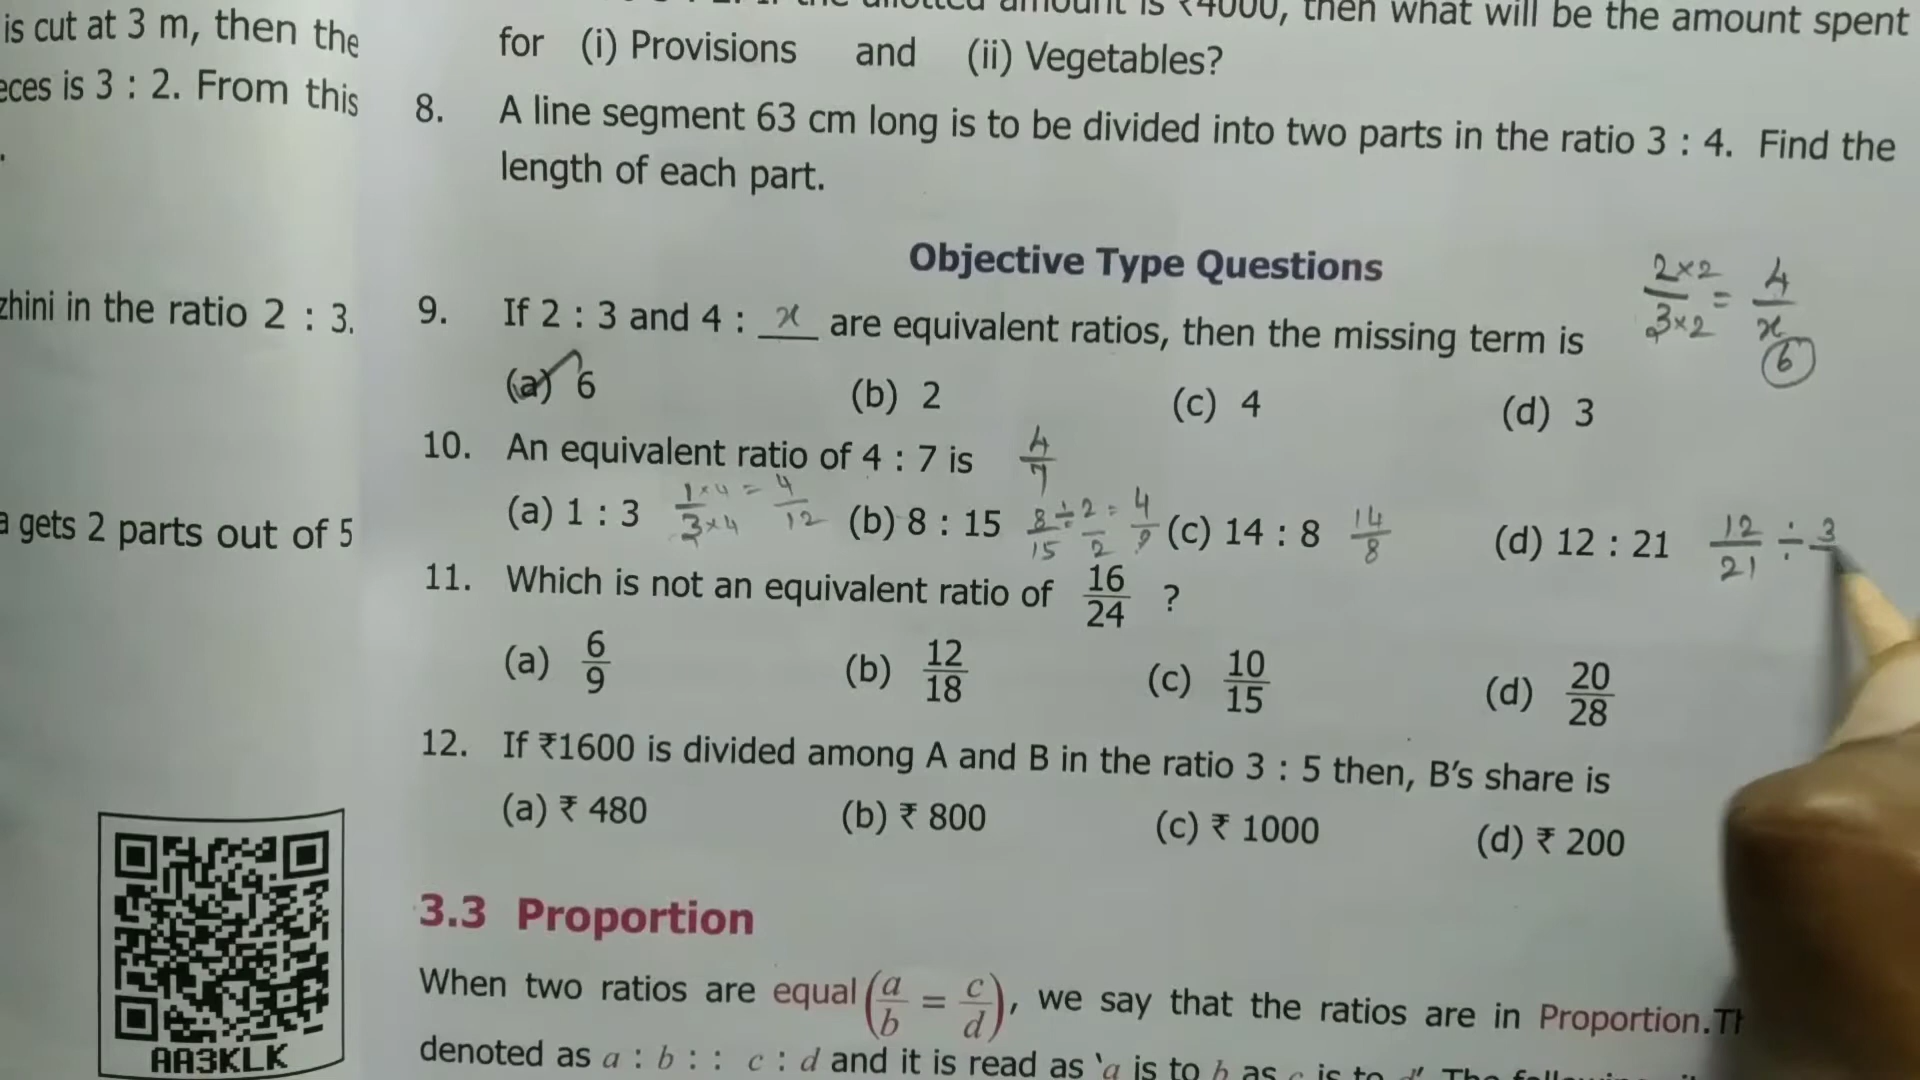 is cut at 3 m, then the
eces is 3 : 2. From this
zhini in the ratio 2 : 3.
a gets 2 parts out of 5
AA3KLK
amount is ₹4000, then what will be the amount spent
for (i) Provisions and (ii) Vegetables?
8. A line segment 63 cm long is to be divided into two parts in the ratio 3 : 4. Find the
length of each part.
Objective Type Questions
9. If 2 : 3 and 4 : x are equivalent ratios, then the missing term is
2×2/3×2 = 4/x
6
(a) 6 (b) 2 (c) 4 (d) 3
10. An equivalent ratio of 4 : 7 is 4/7
(a) 1 : 3 1×4/3×4 = 4/12 (b) 8 : 15 8/15 ÷ 2/2 = 4/? (c) 14 : 8 14/8 (d) 12 : 21 12/21 ÷ 3
11. Which is not an equivalent ratio of 16/24 ?
(a) 6/9 (b) 12/18 (c) 10/15 (d) 20/28
12. If ₹1600 is divided among A and B in the ratio 3 : 5 then, B's share is
(a) ₹ 480 (b) ₹ 800 (c) ₹ 1000 (d) ₹ 200
3.3 Proportion
When two ratios are equal (a/b = c/d), we say that the ratios are in Proportion.
denoted as a : b : : c : d and it is read as 'a is to b as c is to d'. The